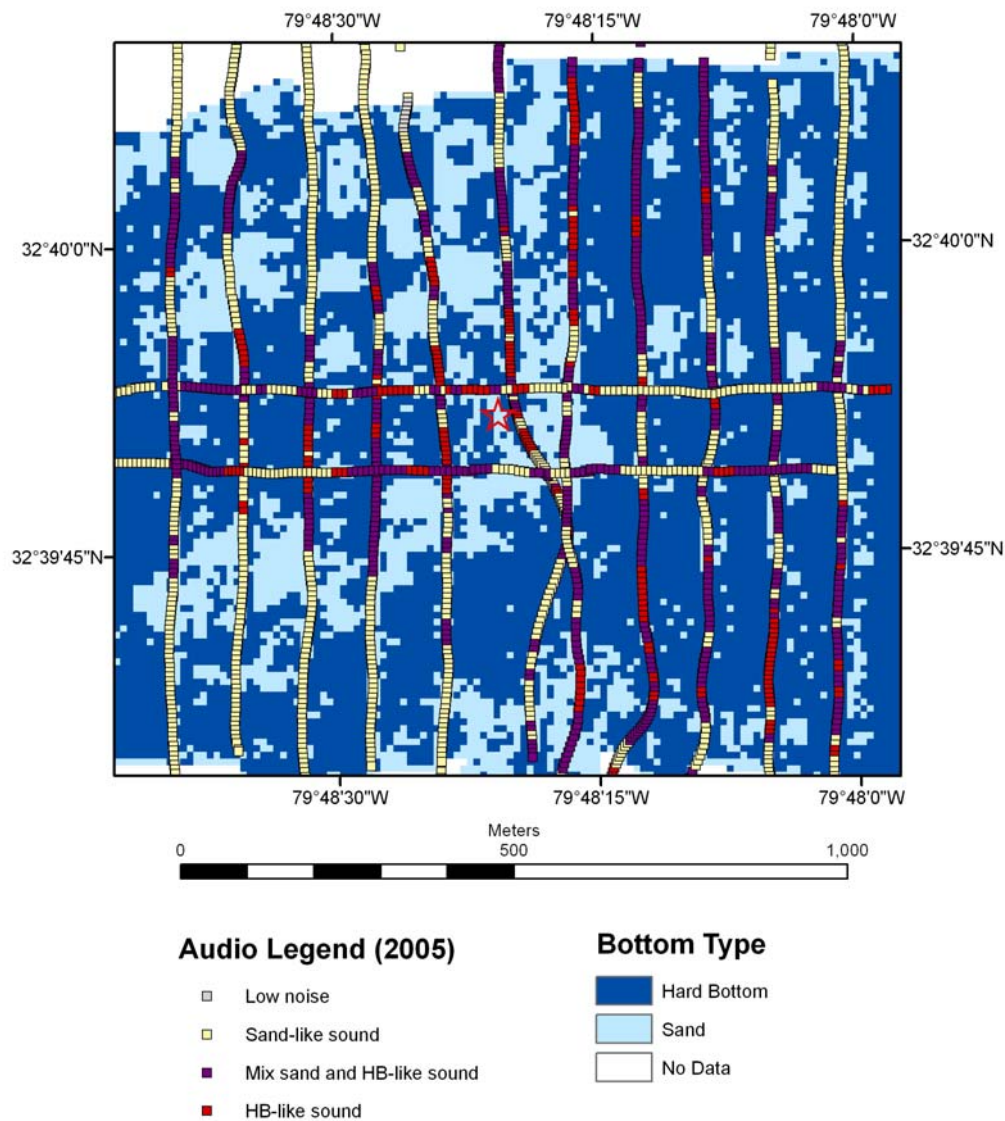 79°48'30"W 79°48'15"W 79°48'0"W
32°40'0"N 32°40'0"N
32°39'45"N 32°39'45"N
79°48'30"W 79°48'15"W 79°48'0"W
Meters
0 500 1,000
Audio Legend (2005)
Low noise
Sand-like sound
Mix sand and HB-like sound
HB-like sound
Bottom Type
Hard Bottom
Sand
No Data